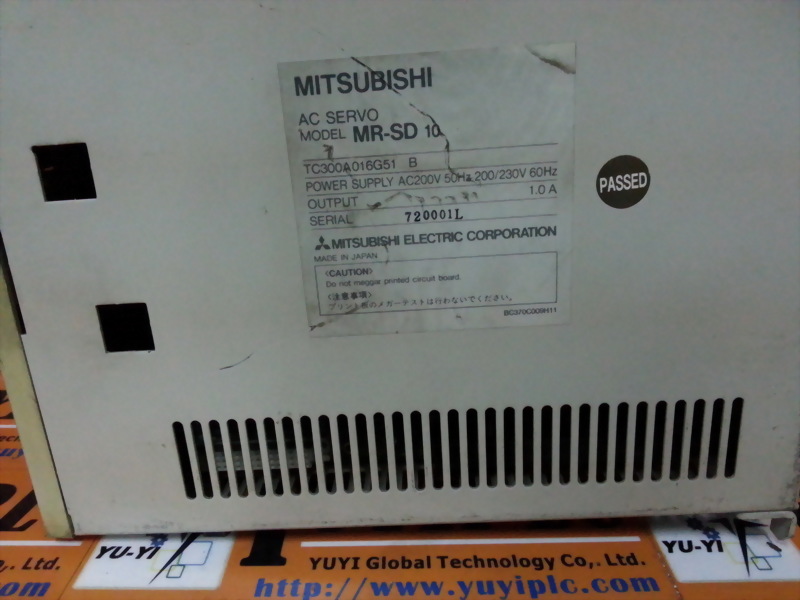 MITSUBISHI
AC SERVO
MODEL MR-SD 10
TC300A016G51 B
POWER SUPPLY AC200V 50Hz 200/230V 60Hz
OUTPUT 1.0 A
SERIAL 720001L
MITSUBISHI ELECTRIC CORPORATION
MADE IN JAPAN
〈CAUTION〉
Do not meggar printed circuit board.
〈注意事項〉
プリント板のメガーテストは行わないでください。
BC370C009H11
PASSED
YU-YI
YU-YI
YUYI Global Technology Co,. Ltd.
http://www.yuyiplc.com/
., Ltd.
com/